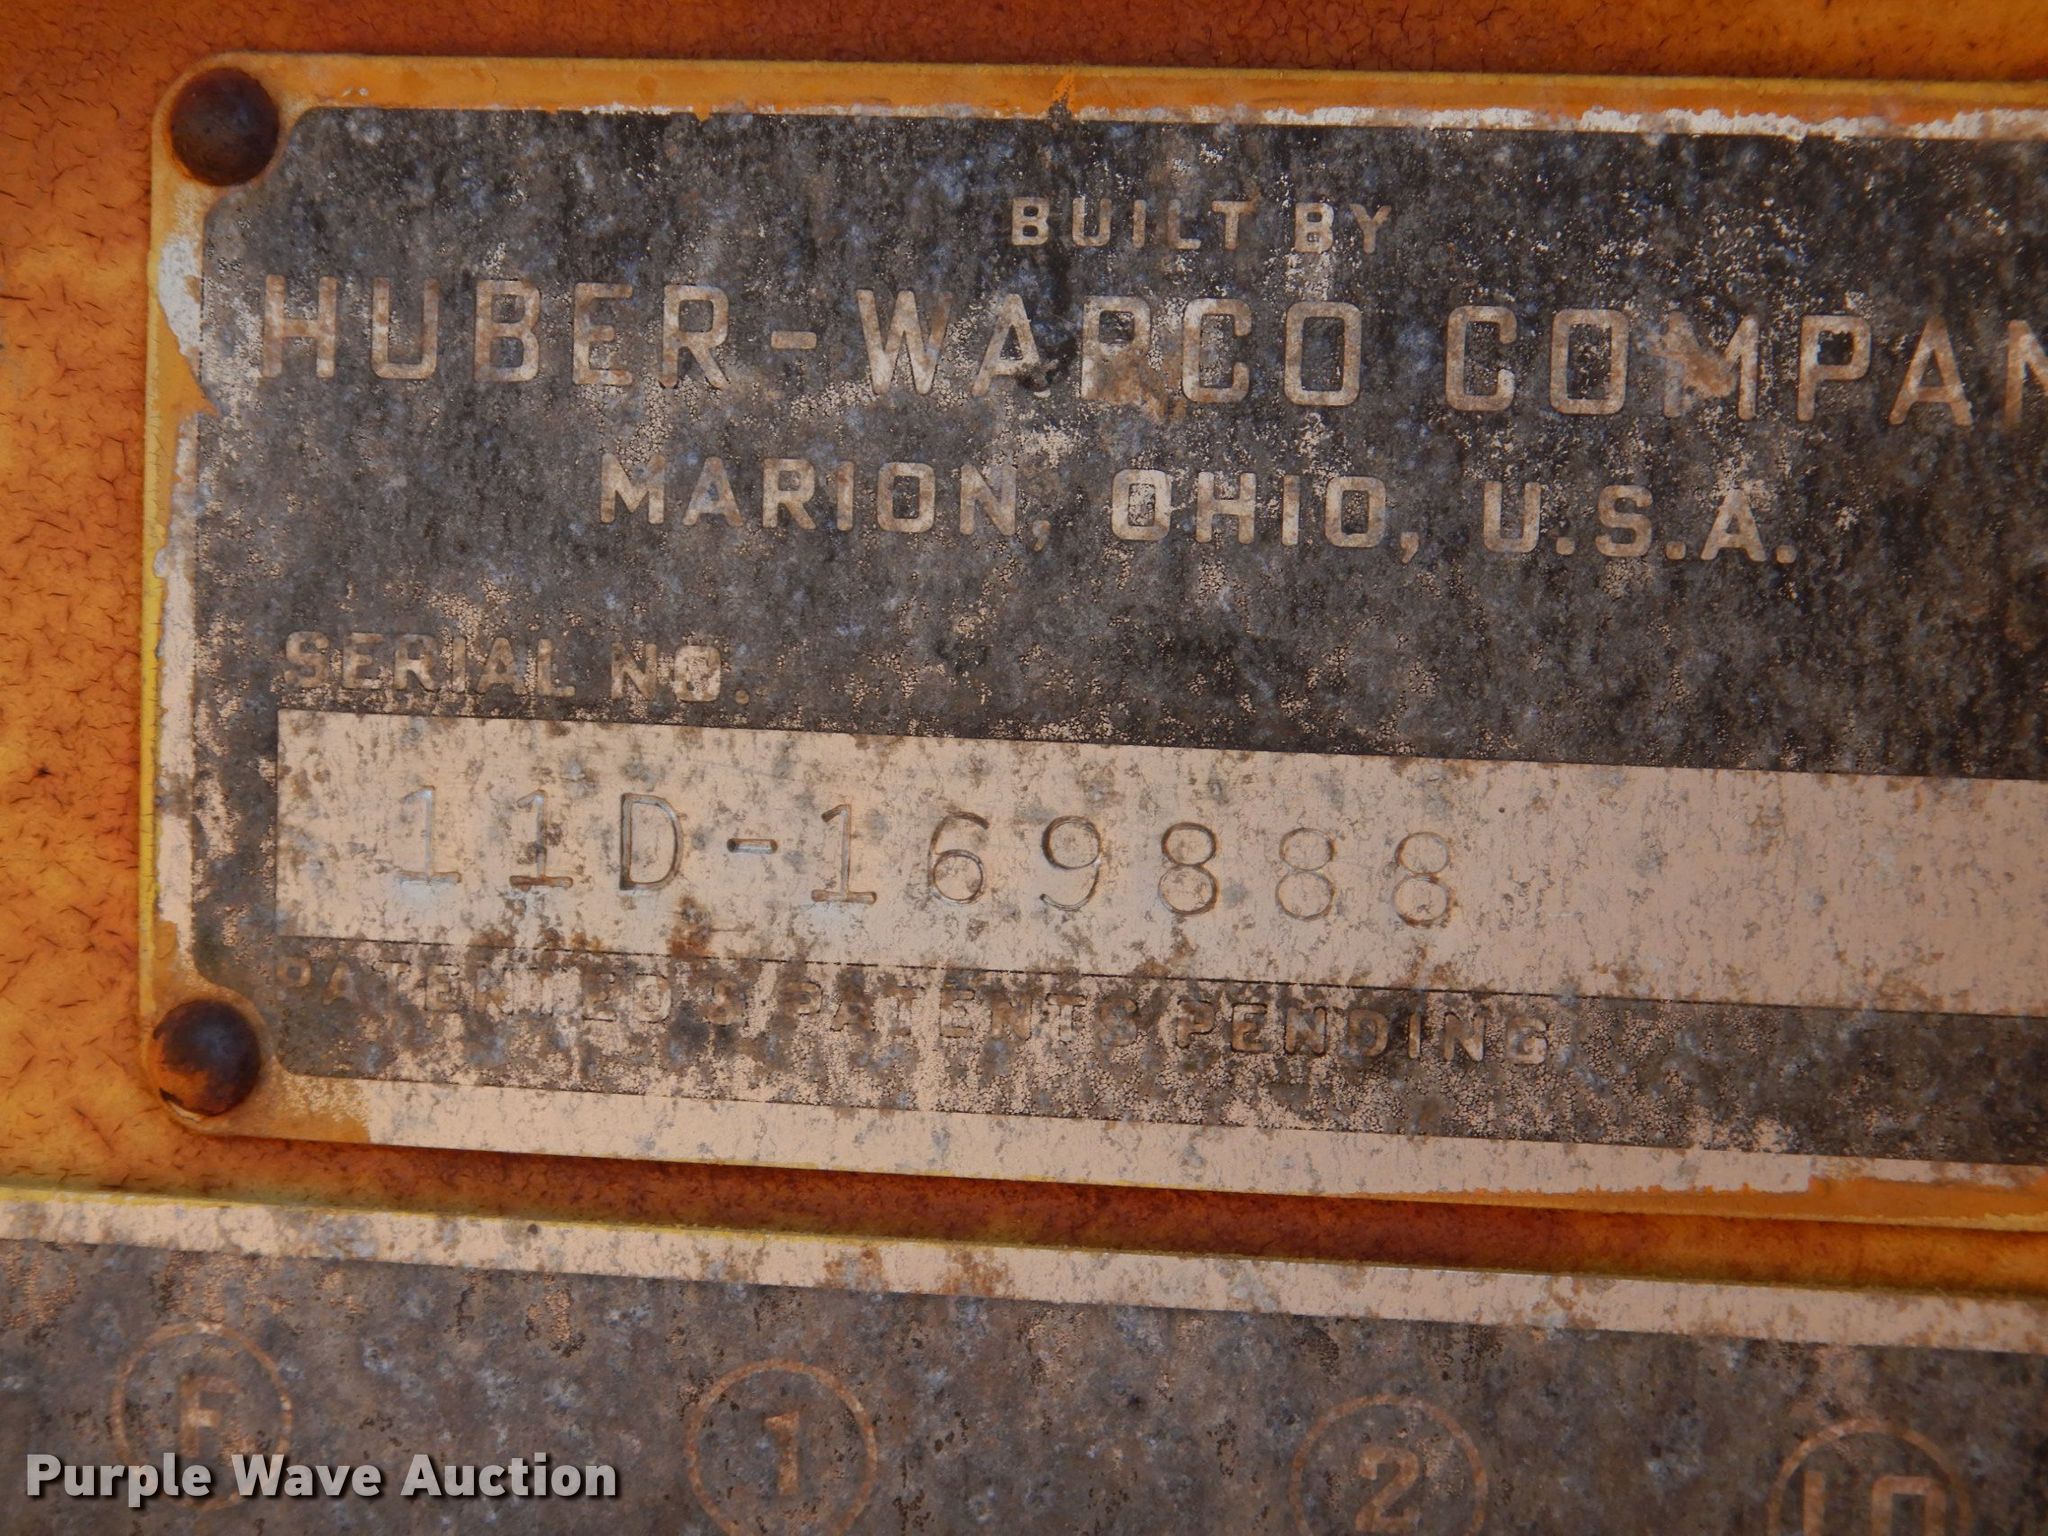 BUILT BY
HUBER-WARCO COMPAN
MARION, OHIO, U.S.A.
SERIAL NO.
11D-169888
PATENTED & PATENTS PENDING
F 1 2 10
Purple Wave Auction